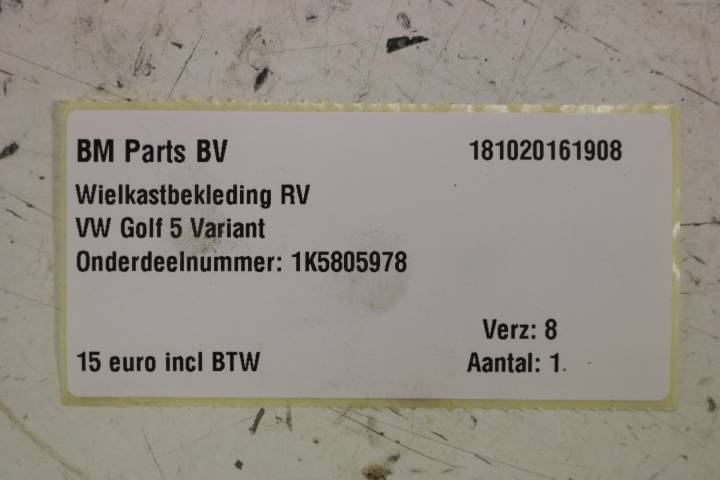 BM Parts BV 181020161908
Wielkastbekleding RV
VW Golf 5 Variant
Onderdeelnummer: 1K5805978
Verz: 8
15 euro incl BTW Aantal: 1